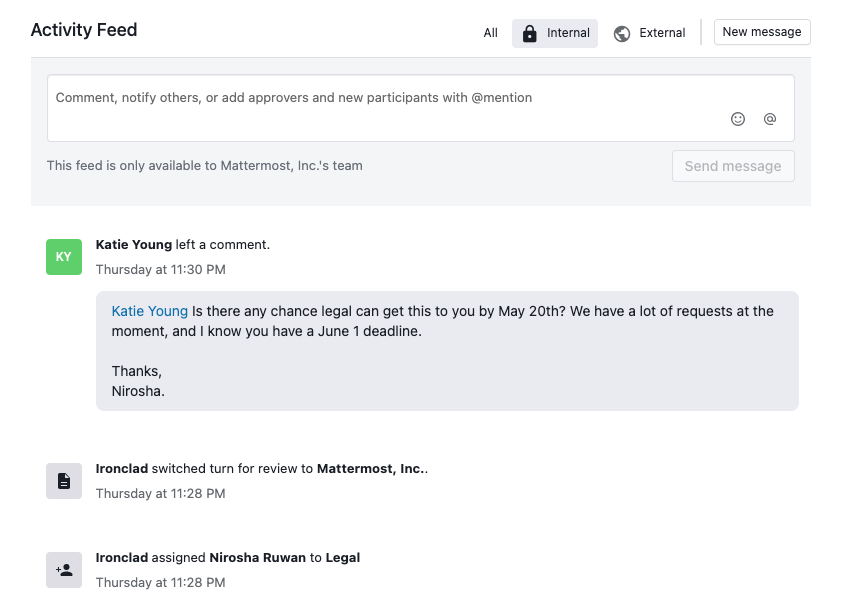 Activity Feed
All
Internal
External
New message
Comment, notify others, or add approvers and new participants with @mention
This feed is only available to Mattermost, Inc.'s team
Send message
KY
Katie Young left a comment.
Thursday at 11:30 PM
Katie Young Is there any chance legal can get this to you by May 20th? We have a lot of requests at the
moment, and I know you have a June 1 deadline.
Thanks,
Nirosha.
Ironclad switched turn for review to Mattermost, Inc..
Thursday at 11:28 PM
Ironclad assigned Nirosha Ruwan to Legal
Thursday at 11:28 PM